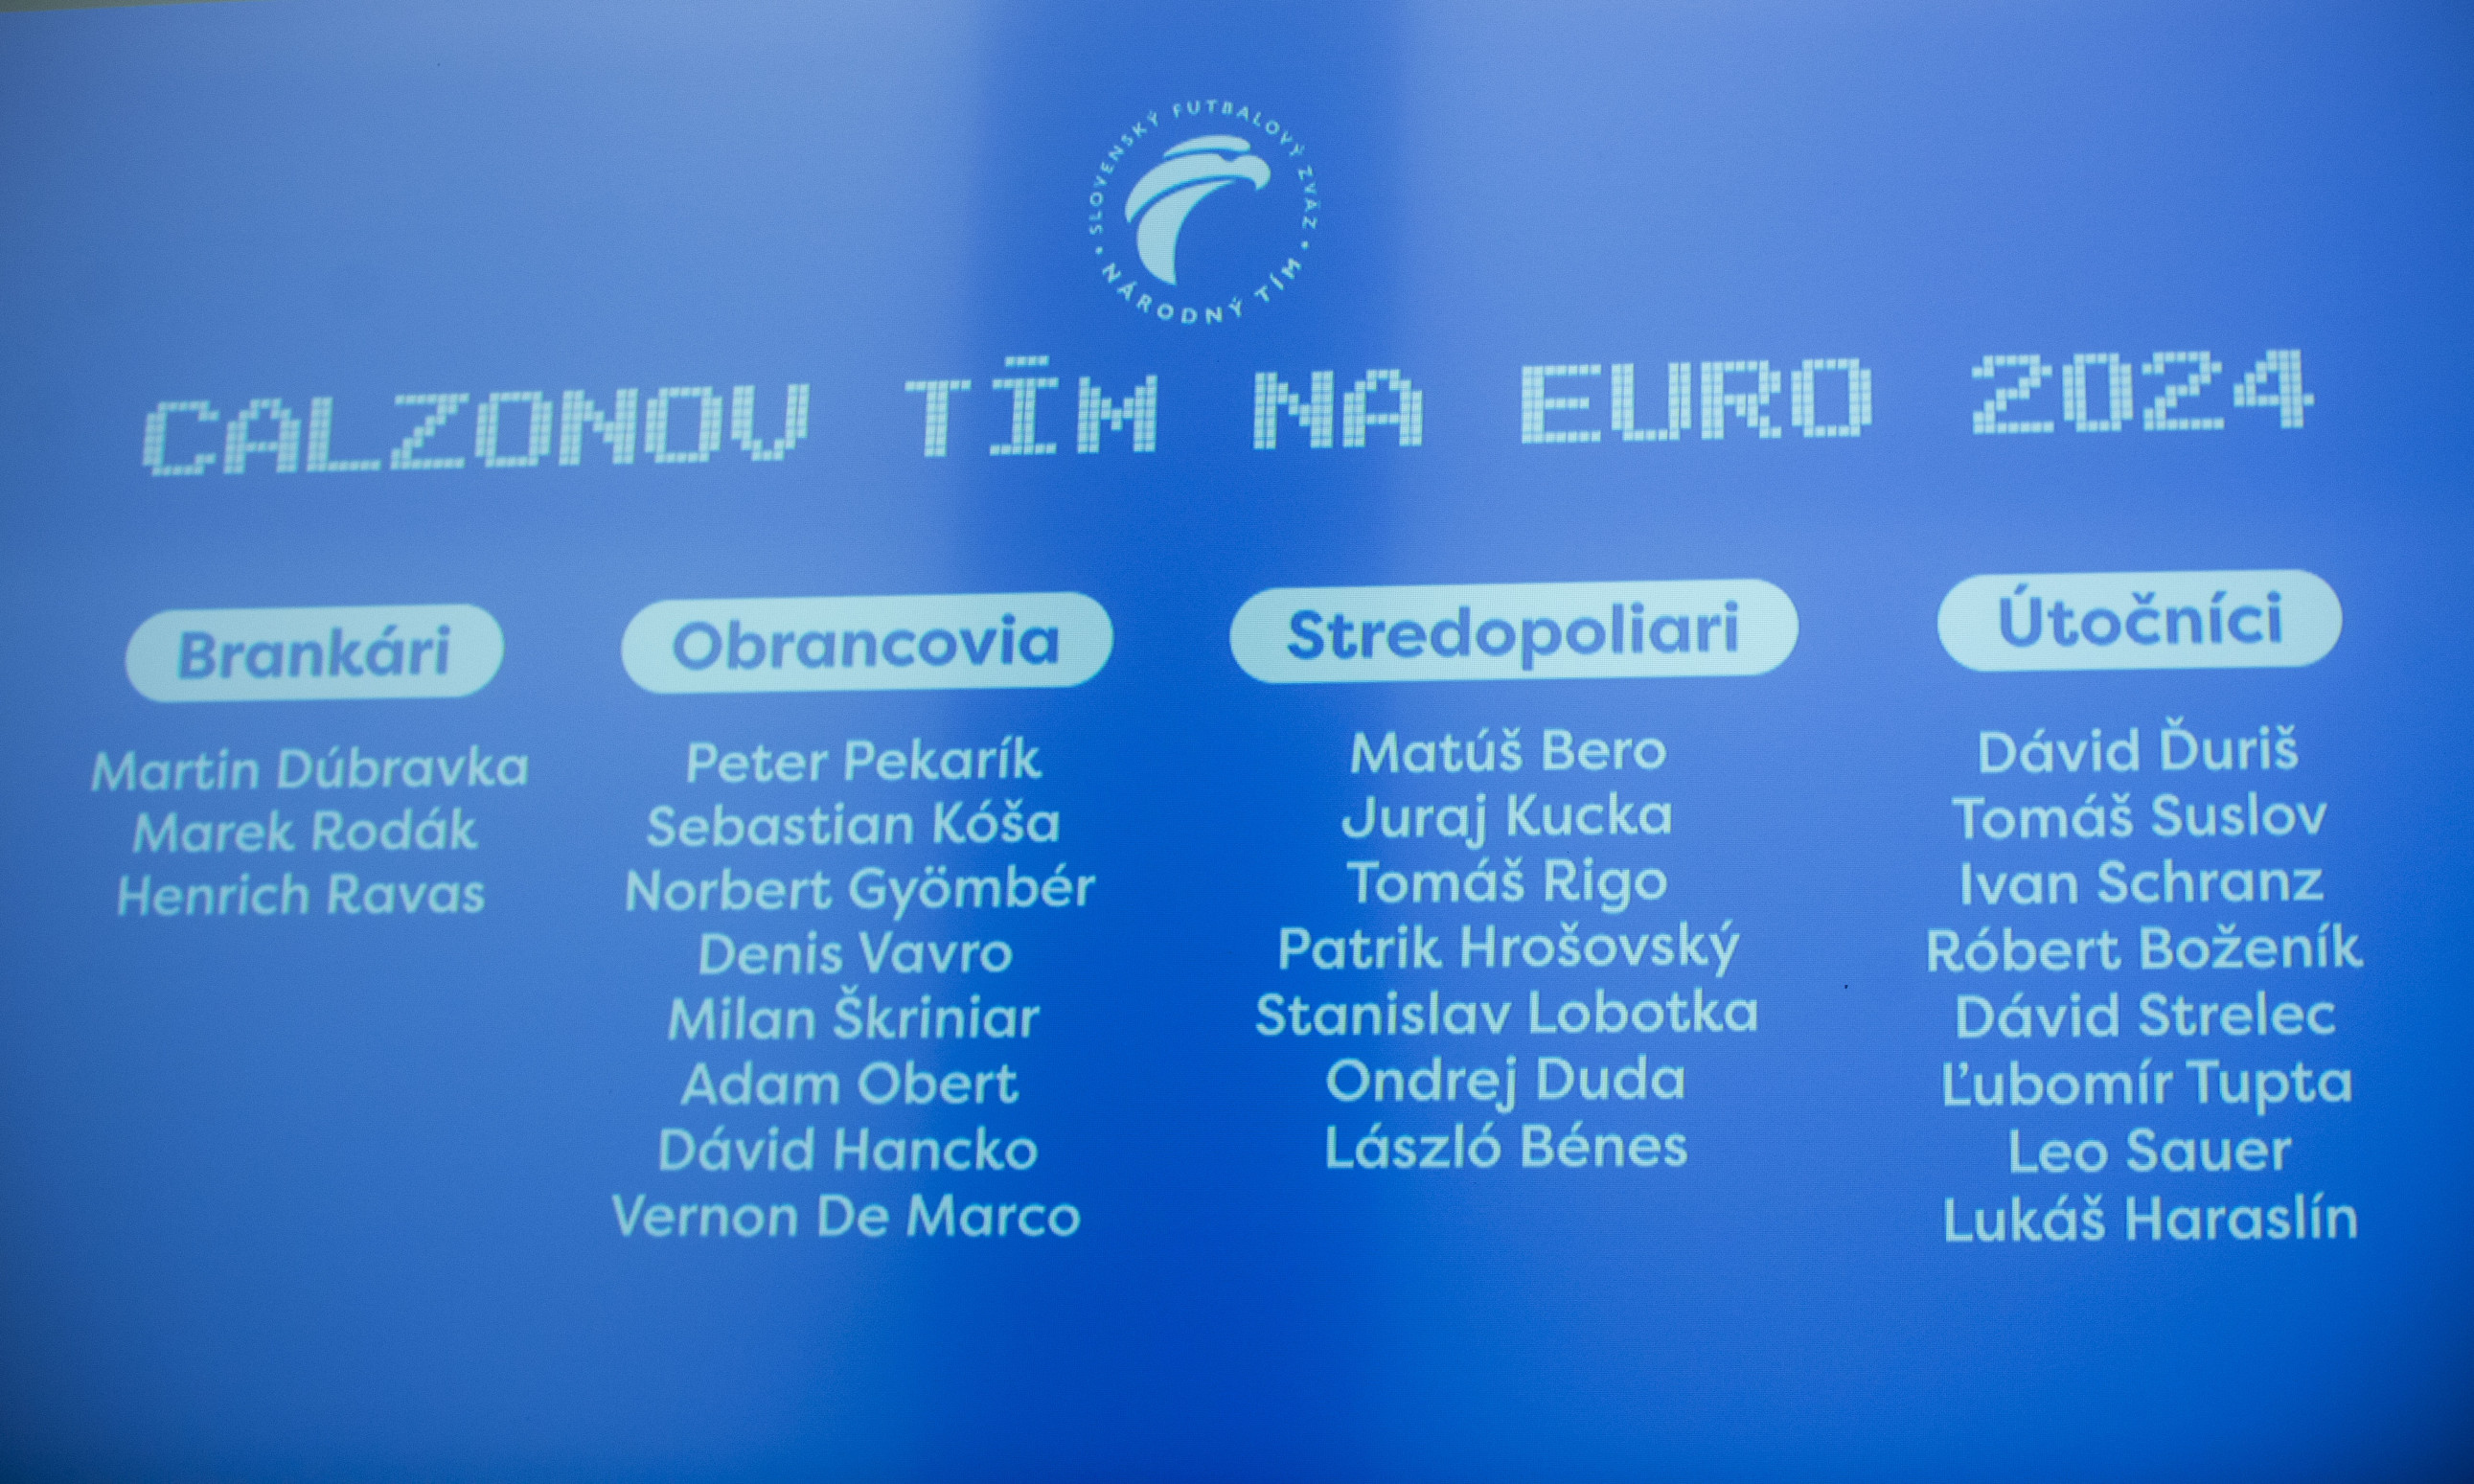 SLOVENSKÝ FUTBALOVÝ ZVÄZ
NÁRODNÝ TÍM
CALZONOV TÍM NA EURO 2024
Brankári
Martin Dúbravka
Marek Rodák
Henrich Ravas
Obrancovia
Peter Pekarík
Sebastian Kóša
Norbert Gyömbér
Denis Vavro
Milan Škriniar
Adam Obert
Dávid Hancko
Vernon De Marco
Stredopoliari
Matúš Bero
Juraj Kucka
Tomáš Rigo
Patrik Hrošovský
Stanislav Lobotka
Ondrej Duda
László Bénes
Útočníci
Dávid Ďuriš
Tomáš Suslov
Ivan Schranz
Róbert Boženík
Dávid Strelec
Ľubomír Tupta
Leo Sauer
Lukáš Haraslín